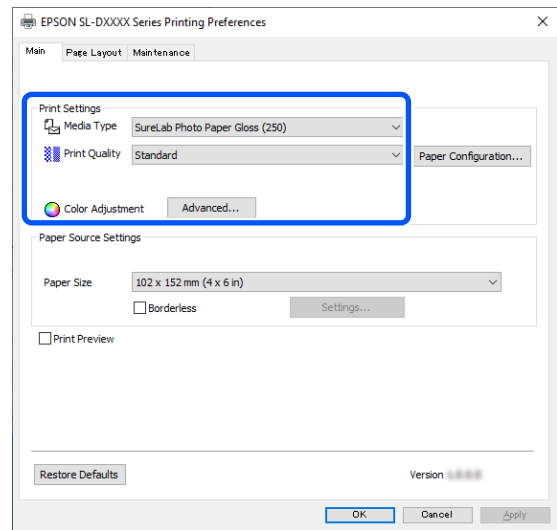 EPSON SL-DXXXX Series Printing Preferences
Main Page Layout Maintenance
Print Settings
Media Type SureLab Photo Paper Gloss (250)
Print Quality Standard Paper Configuration...
Color Adjustment Advanced...
Paper Source Settings
Paper Size 102 x 152 mm (4 x 6 in)
Borderless Settings...
Print Preview
Restore Defaults Version
OK Cancel Apply